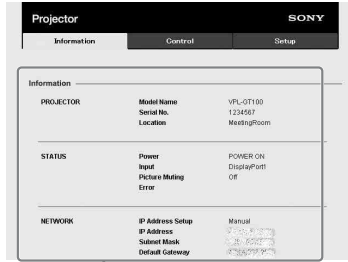 Projector SONY
Information Control Setup
Information
PROJECTOR Model Name VPL-GT100
Serial No. 1234567
Location MeetingRoom
STATUS Power POWER ON
Input DisplayPort1
Picture Muting Off
Error
NETWORK IP Address Setup Manual
IP Address
Subnet Mask
Default Gateway